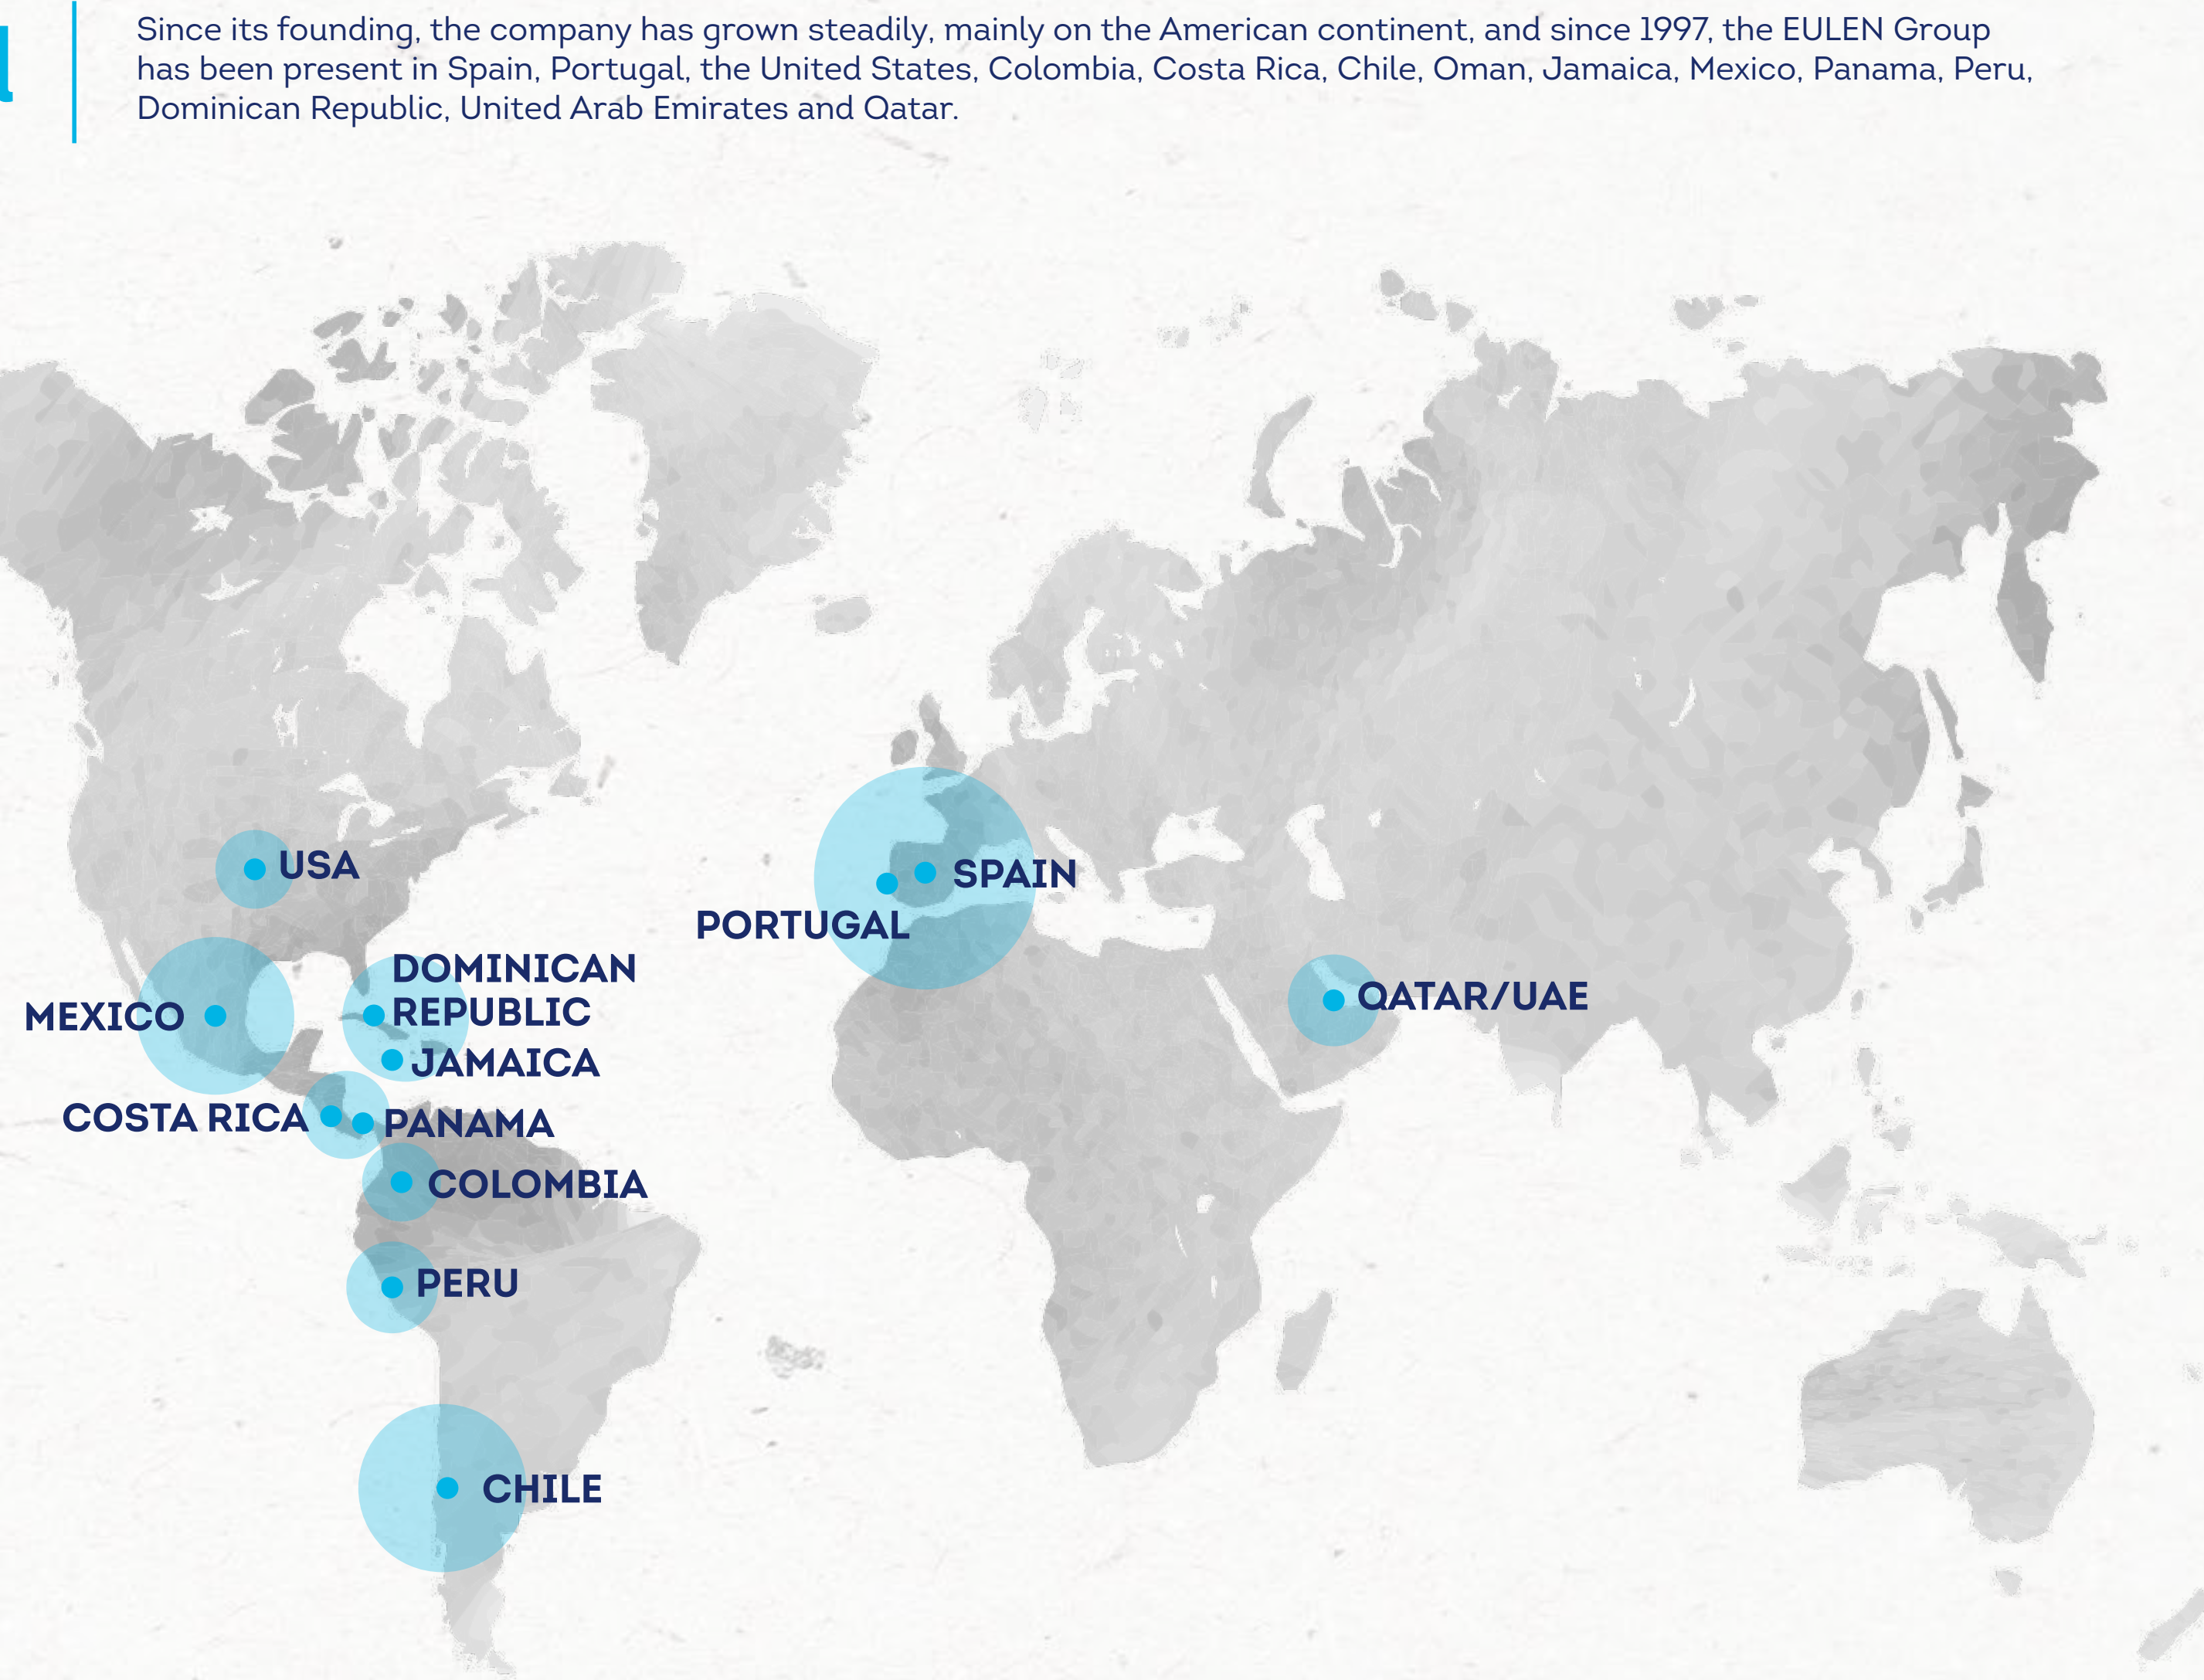 Since its founding, the company has grown steadily, mainly on the American continent, and since 1997, the EULEN Group
has been present in Spain, Portugal, the United States, Colombia, Costa Rica, Chile, Oman, Jamaica, Mexico, Panama, Peru,
Dominican Republic, United Arab Emirates and Qatar.
USA
SPAIN
PORTUGAL
DOMINICAN
REPUBLIC
MEXICO
QATAR/UAE
JAMAICA
COSTA RICA
PANAMA
COLOMBIA
PERU
CHILE